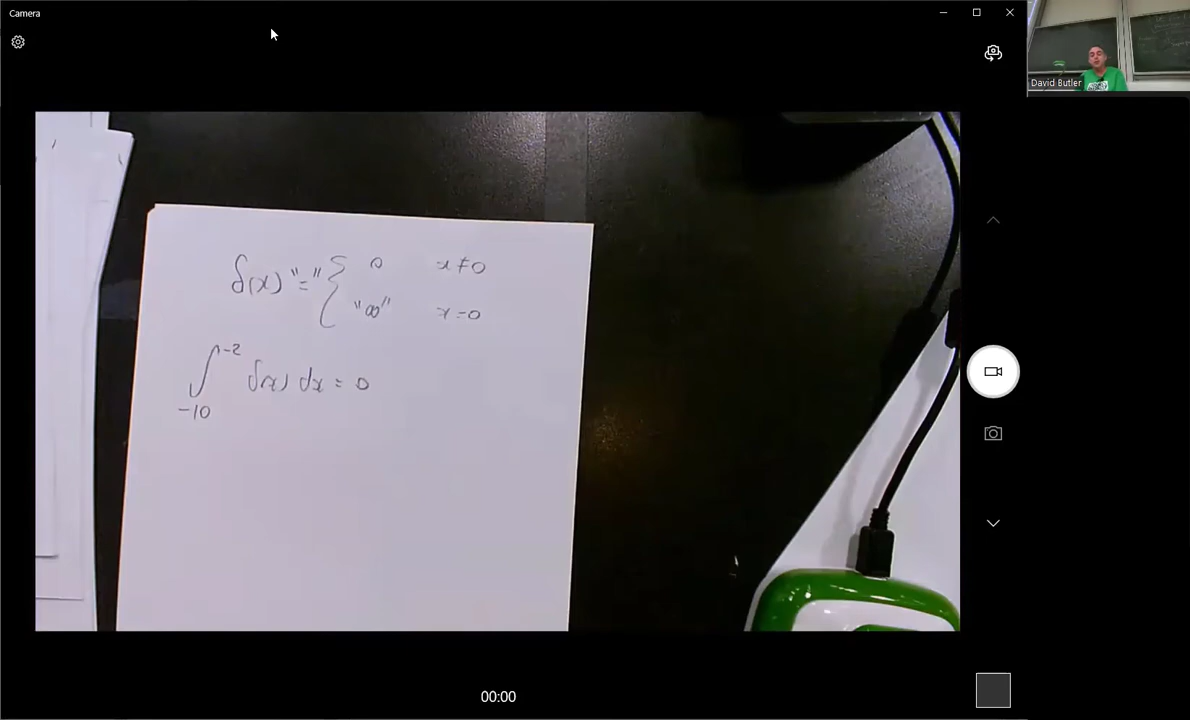 Camera
David Butler
δ(x) "=" { 0 x ≠ 0
"∞" x = 0
∫_{-10}^{-2} δ(x) dx = 0
00:00